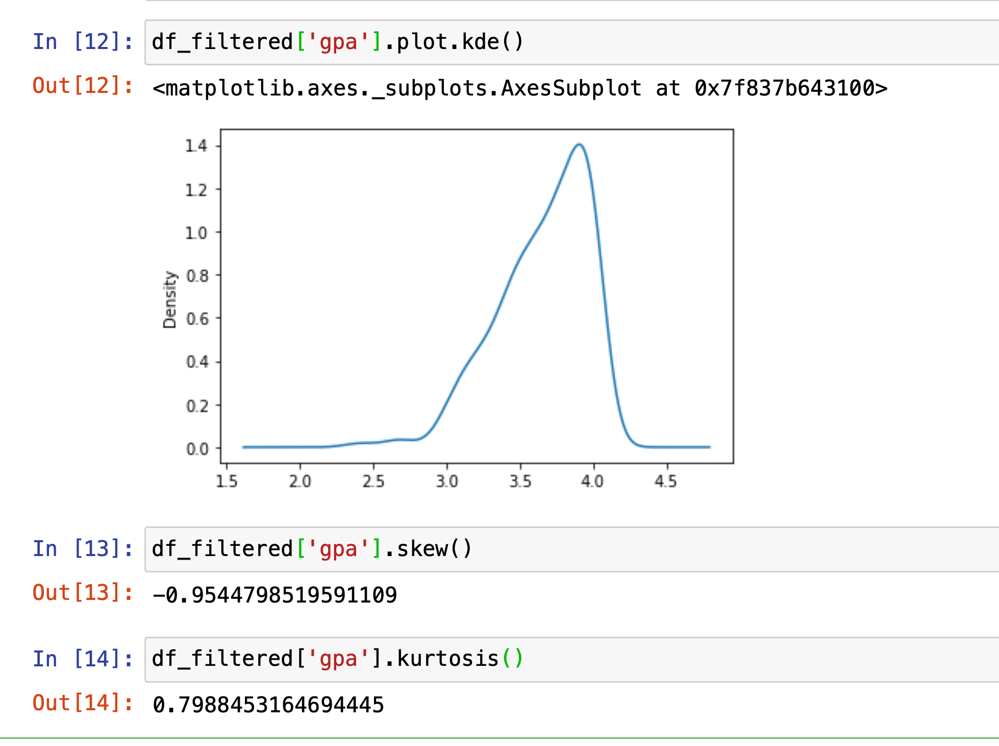 In [12]: df_filtered['gpa'].plot.kde()
Out[12]: <matplotlib.axes._subplots.AxesSubplot at 0x7f837b643100>
1.4
1.2
1.0
0.8
0.6
0.4
0.2
0.0
Density
1.5 2.0 2.5 3.0 3.5 4.0 4.5
In [13]: df_filtered['gpa'].skew()
Out[13]: -0.9544798519591109
In [14]: df_filtered['gpa'].kurtosis()
Out[14]: 0.7988453164694445